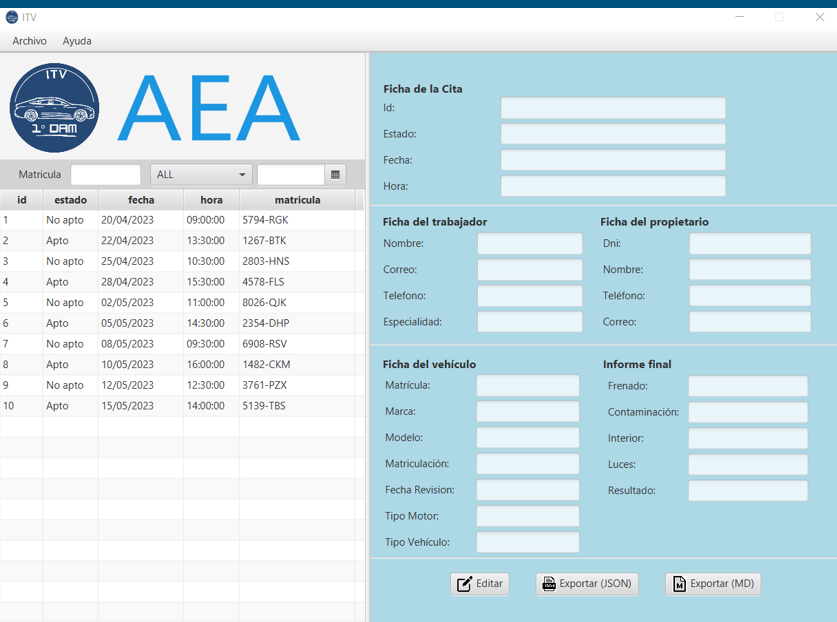 ITV
Archivo Ayuda
ITV
1º DAM
AEA
Matricula ALL
id estado fecha hora matricula
1 No apto 20/04/2023 09:00:00 5794-RGK
2 Apto 22/04/2023 13:30:00 1267-BTK
3 No apto 25/04/2023 10:30:00 2803-HNS
4 Apto 28/04/2023 15:30:00 4578-FLS
5 No apto 02/05/2023 11:00:00 8026-QJK
6 Apto 05/05/2023 14:30:00 2354-DHP
7 No apto 08/05/2023 09:30:00 6908-RSV
8 Apto 10/05/2023 16:00:00 1482-CKM
9 No apto 12/05/2023 12:30:00 3761-PZX
10 Apto 15/05/2023 14:00:00 5139-TBS
Ficha de la Cita
Id:
Estado:
Fecha:
Hora:
Ficha del trabajador
Nombre:
Correo:
Telefono:
Especialidad:
Ficha del propietario
Dni:
Nombre:
Teléfono:
Correo:
Ficha del vehículo
Matrícula:
Marca:
Modelo:
Matriculación:
Fecha Revision:
Tipo Motor:
Tipo Vehículo:
Informe final
Frenado:
Contaminación:
Interior:
Luces:
Resultado:
Editar Exportar (JSON) Exportar (MD)